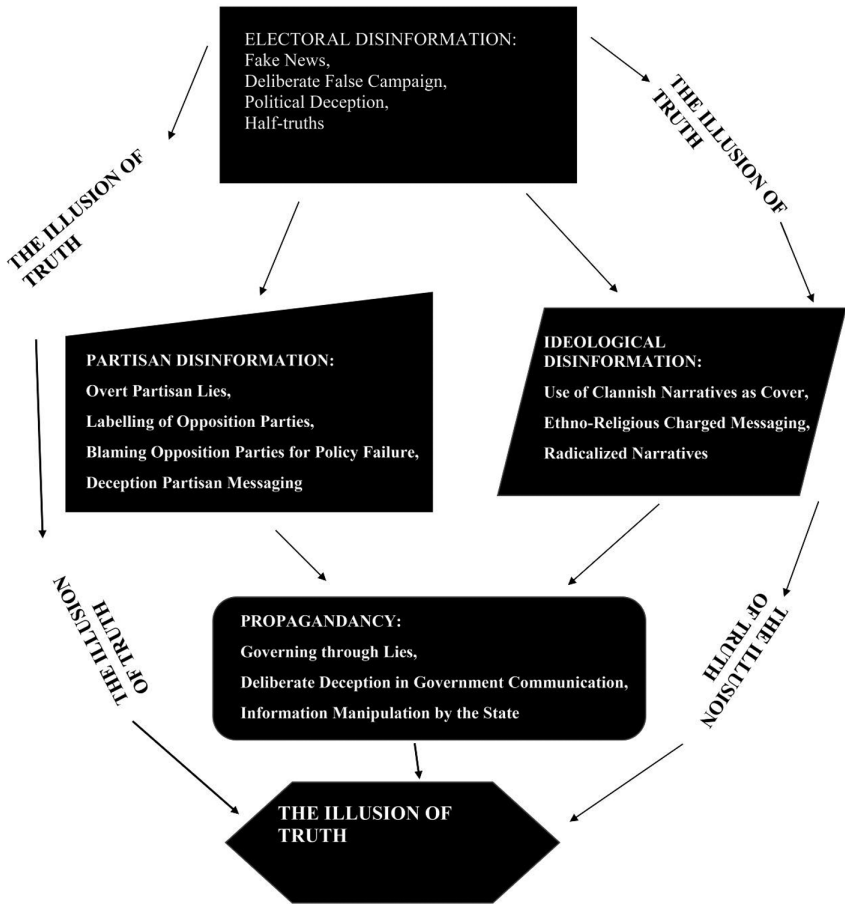 ELECTORAL DISINFORMATION:
Fake News,
Deliberate False Campaign,
Political Deception,
Half-truths
THE ILLUSION OF
TRUTH
THE ILLUSION OF
TRUTH
PARTISAN DISINFORMATION:
Overt Partisan Lies,
Labelling of Opposition Parties,
Blaming Opposition Parties for Policy Failure,
Deception Partisan Messaging
IDEOLOGICAL
DISINFORMATION:
Use of Clannish Narratives as Cover,
Ethno-Religious Charged Messaging,
Radicalized Narratives
THE ILLUSION
OF TRUTH
THE ILLUSION
OF TRUTH
PROPAGANDANCY:
Governing through Lies,
Deliberate Deception in Government Communication,
Information Manipulation by the State
THE ILLUSION OF
TRUTH